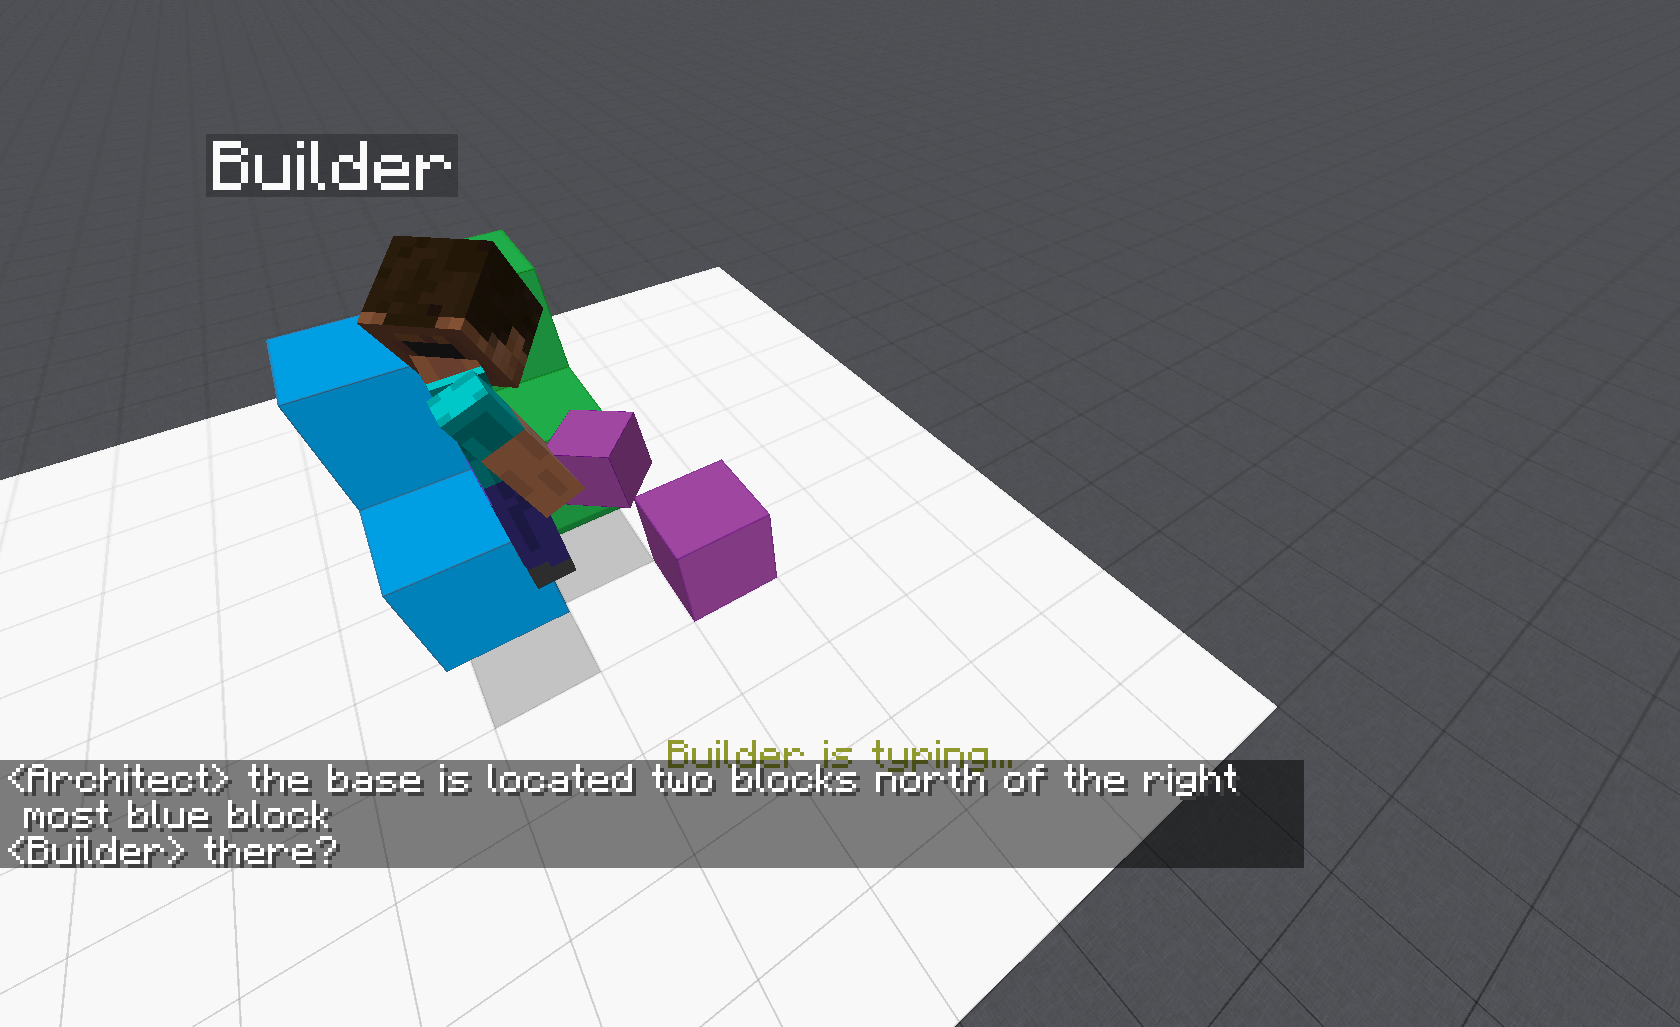 Builder
Builder is typing...
<Architect> the base is located two blocks north of the right
most blue block
<Builder> there?